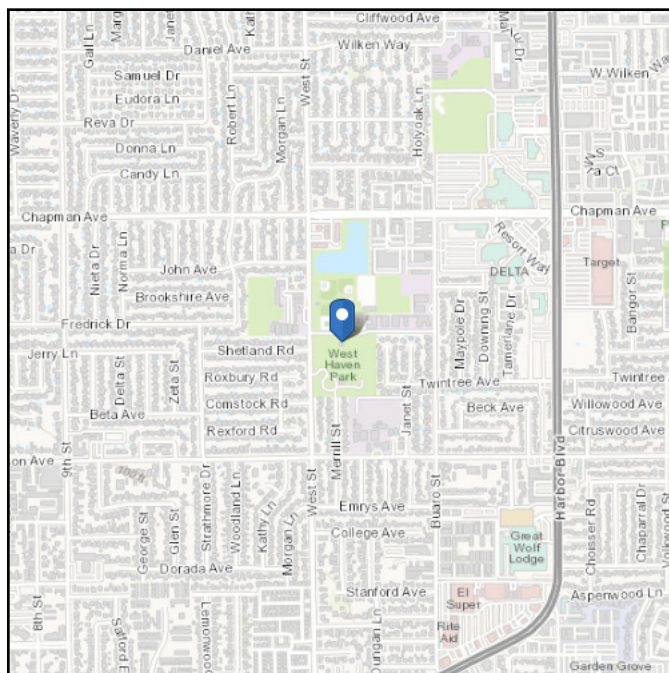 Cliffwood Ave
Wilken Way
Daniel Ave
Gail Ln
Janet
Samuel Dr
Eudora Ln
Reva Dr
Donna Ln
Candy Ln
Waverly Dr
Robert Ln
Morgan Ln
West St
Holyoak Ln
W Wilken
Chapman Ave
Chapman Ave
Nieta Dr
Norma Ln
John Ave
Brookshire Ave
Fredrick Dr
Resort Way
DELTA
Target
Bangor St
Maypole Dr
Downing St
Tamerlane Dr
Jerry Ln
Delta St
Zeta St
Shetland Rd
Roxbury Rd
Comstock Rd
Rexford Rd
West Haven
Park
Twintree Ave
Twintree
Beck Ave
Willowood Ave
Citruswood Ave
Beta Ave
9th St
Janet St
Merrill St
West St
Buaro St
Harbor Blvd
Strathmore Dr
Woodland Ln
Kathy Ln
Morgan Ln
George St
Glen St
Dorada Ave
Emrys Ave
College Ave
Great
Wolf
Lodge
Choisser Rd
Chaparral Dr
Stanford Ave
El
Super
Rite
Aid
Aspenwood Ln
8th St
Lemonwood
Dungan Ln
Garden Grove